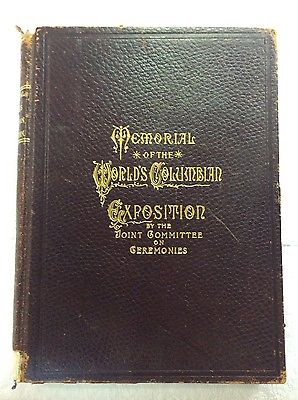 MEMORIAL
OF THE
WORLD'S COLUMBIAN
EXPOSITION
BY THE
JOINT COMMITTEE
ON
CEREMONIES